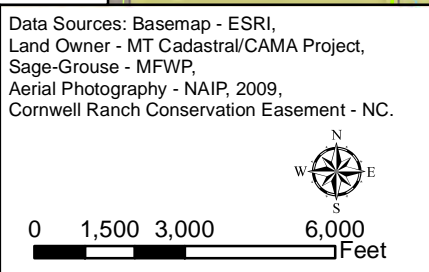 Data Sources: Basemap - ESRI,
Land Owner - MT Cadastral/CAMA Project,
Sage-Grouse - MFWP,
Aerial Photography - NAIP, 2009,
Cornwell Ranch Conservation Easement - NC.
N
W E
S
0 1,500 3,000 6,000
Feet